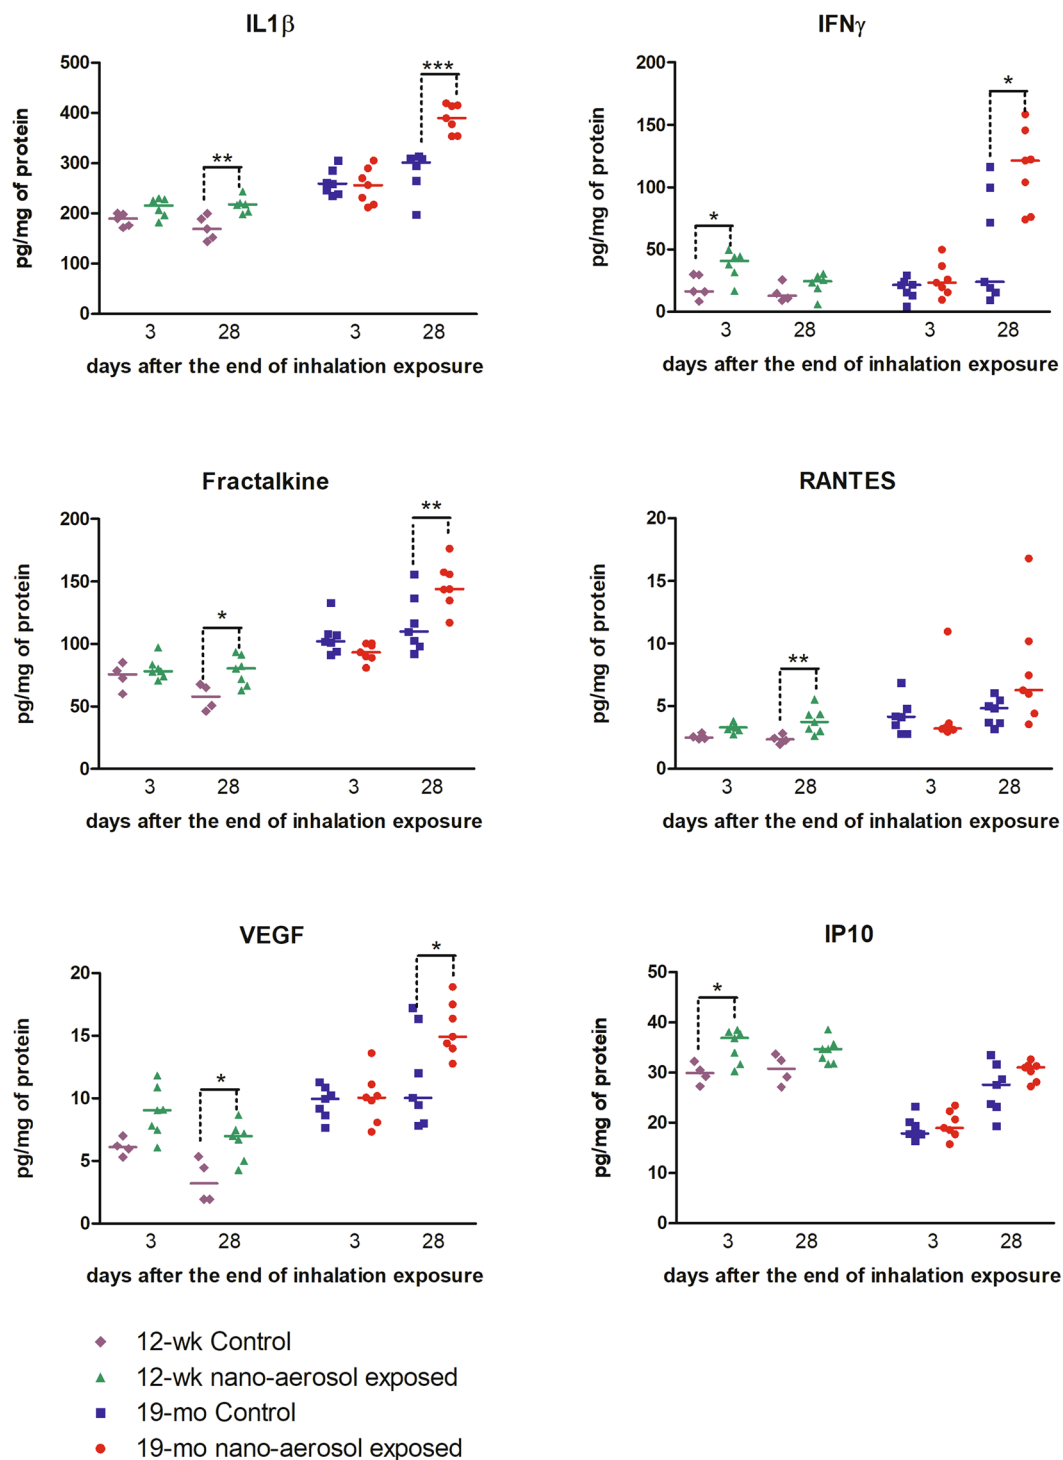 IL1β
***
**
500
400
300
200
100
0
pg/mg of protein
3 28 3 28
days after the end of inhalation exposure
IFNγ
*
*
200
150
100
50
0
pg/mg of protein
3 28 3 28
days after the end of inhalation exposure
Fractalkine
**
*
200
150
100
50
0
pg/mg of protein
3 28 3 28
days after the end of inhalation exposure
RANTES
**
20
15
10
5
0
pg/mg of protein
3 28 3 28
days after the end of inhalation exposure
VEGF
*
*
20
15
10
5
0
pg/mg of protein
3 28 3 28
days after the end of inhalation exposure
IP10
*
50
40
30
20
10
0
pg/mg of protein
3 28 3 28
days after the end of inhalation exposure
12-wk Control
12-wk nano-aerosol exposed
19-mo Control
19-mo nano-aerosol exposed